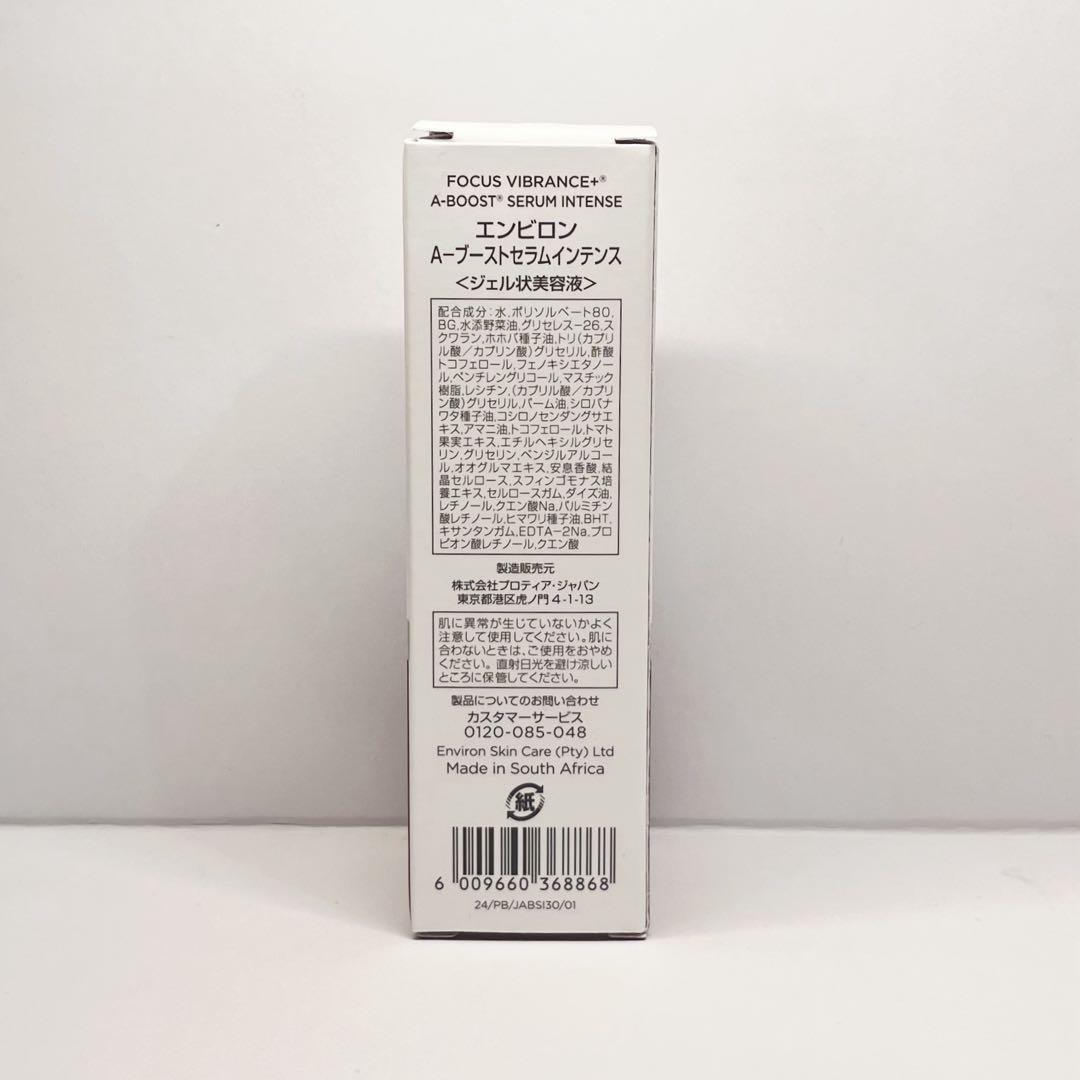 FOCUS VIBRANCE+®
A-BOOST® SERUM INTENSE
エンビロン
A−ブーストセラムインテンス
<ジェル状美容液>
配合成分:水,ポリソルベート80,
BG,水添野菜油,グリセレス−26,ス
クワラン,ホホバ種子油,トリ(カプリ
ル酸/カプリン酸)グリセリル,酢酸
トコフェロール,フェノキシエタノー
ル,ペンチレングリコール,マスチック
樹脂,レシチン,(カプリル酸/カプリ
ン酸)グリセリル,パーム油,シロバナ
ワタ種子油,コシロノセンダングサエ
キス,アマニ油,トコフェロール,トマト
果実エキス,エチルヘキシルグリセ
リン,グリセリン,ベンジルアルコー
ル,オオグルマエキス,安息香酸,結
晶セルロース,スフィンゴモナス培
養エキス,セルロースガム,ダイズ油,
レチノール,クエン酸Na,パルミチン
酸レチノール,ヒマワリ種子油,BHT,
キサンタンガム,EDTA−2Na,プロ
ピオン酸レチノール,クエン酸
製造販売元
株式会社プロティア・ジャパン
東京都港区虎ノ門4-1-13
肌に異常が生じていないかよく
注意して使用してください。肌に
合わないときは、ご使用をおやめ
ください。直射日光を避け涼しい
ところに保管してください。
製品についてのお問い合わせ
カスタマーサービス
0120-085-048
Environ Skin Care (Pty) Ltd
Made in South Africa
紙
6 009660 368868
24/PB/JABSI30/01